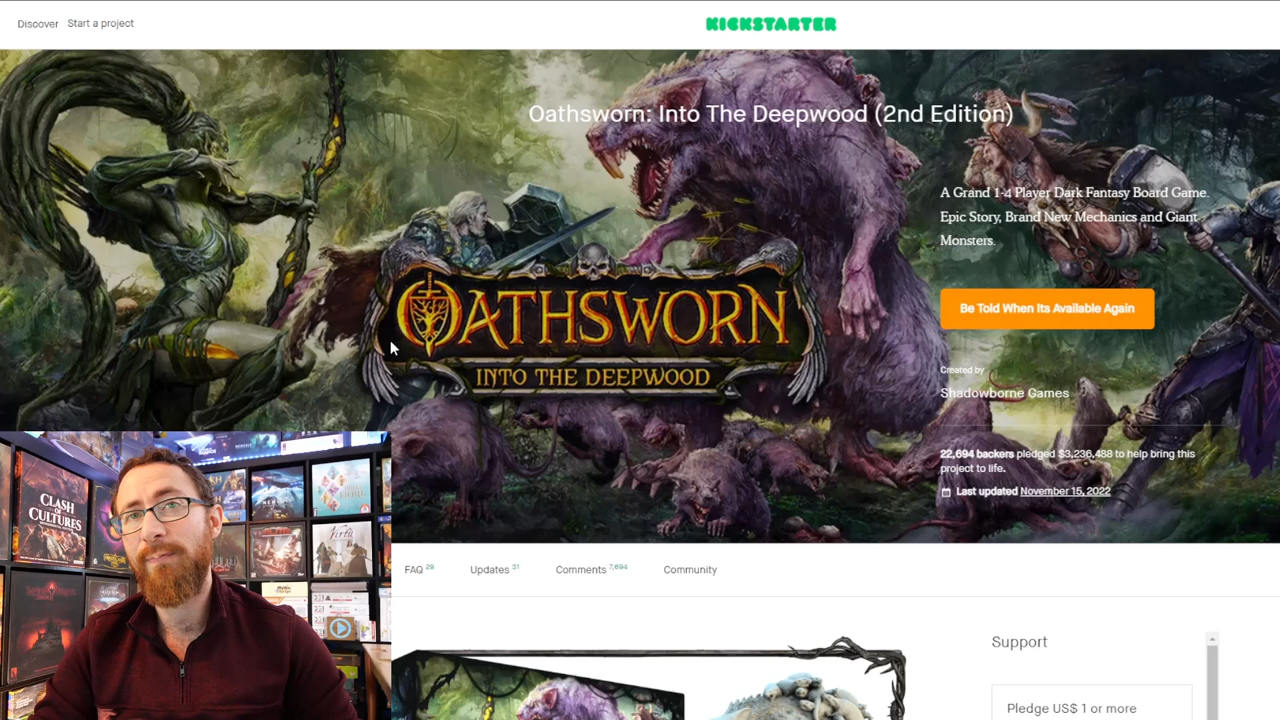 Discover Start a project
KICKSTARTER
Oathsworn: Into The Deepwood (2nd Edition)
A Grand 1-4 Player Dark Fantasy Board Game.
Epic Story, Brand New Mechanics and Giant
Monsters.
Be Told When Its Available Again
OATHSWORN
INTO THE DEEPWOOD
Created by
Shadowborne Games
22,694 backers pledged $3,236,488 to help bring this
project to life.
Last updated November 15, 2022
CLASH
OF
CULTURES
FAQ 29 Updates 31 Comments 7,694 Community
Support
Pledge US$ 1 or more